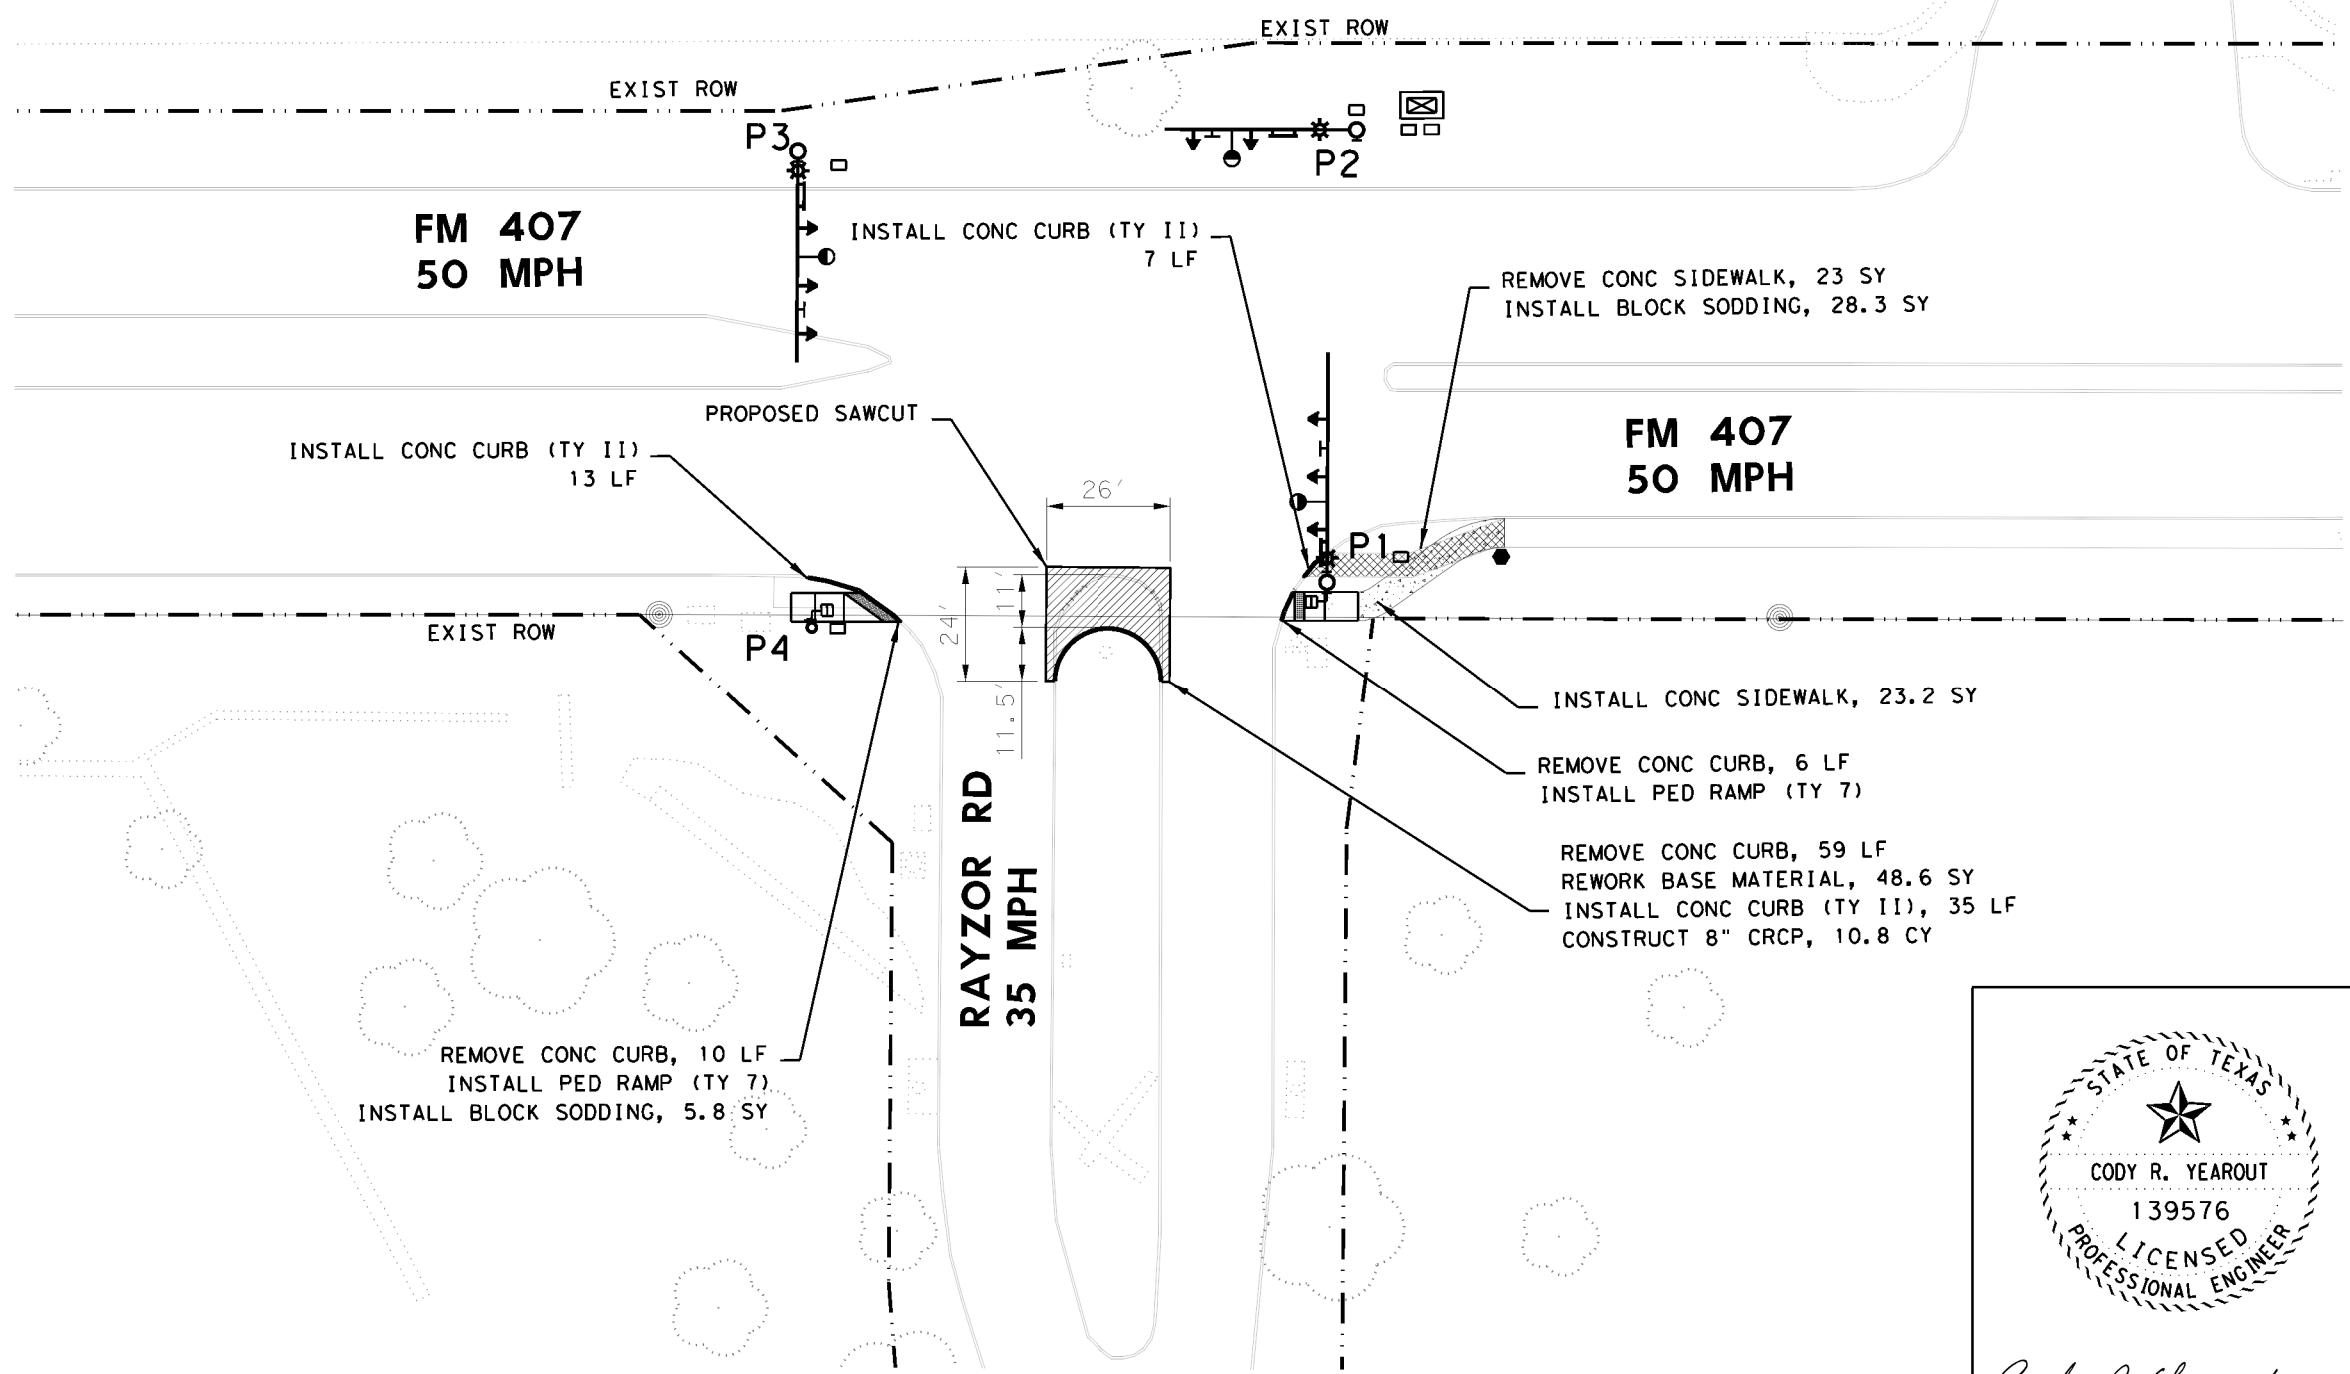 EXIST ROW
EXIST ROW
P3
P2
FM 407
50 MPH
INSTALL CONC CURB (TY II)
7 LF
REMOVE CONC SIDEWALK, 23 SY
INSTALL BLOCK SODDING, 28.3 SY
PROPOSED SAWCUT
INSTALL CONC CURB (TY II)
13 LF
FM 407
50 MPH
26'
P1
11'
24'
11.5'
EXIST ROW
P4
INSTALL CONC SIDEWALK, 23.2 SY
REMOVE CONC CURB, 6 LF
INSTALL PED RAMP (TY 7)
RAYZOR RD
35 MPH
REMOVE CONC CURB, 59 LF
REWORK BASE MATERIAL, 48.6 SY
INSTALL CONC CURB (TY II), 35 LF
CONSTRUCT 8" CRCP, 10.8 CY
REMOVE CONC CURB, 10 LF
INSTALL PED RAMP (TY 7)
INSTALL BLOCK SODDING, 5.8 SY
STATE OF TEXAS
CODY R. YEAROUT
139576
LICENSED
PROFESSIONAL ENGINEER